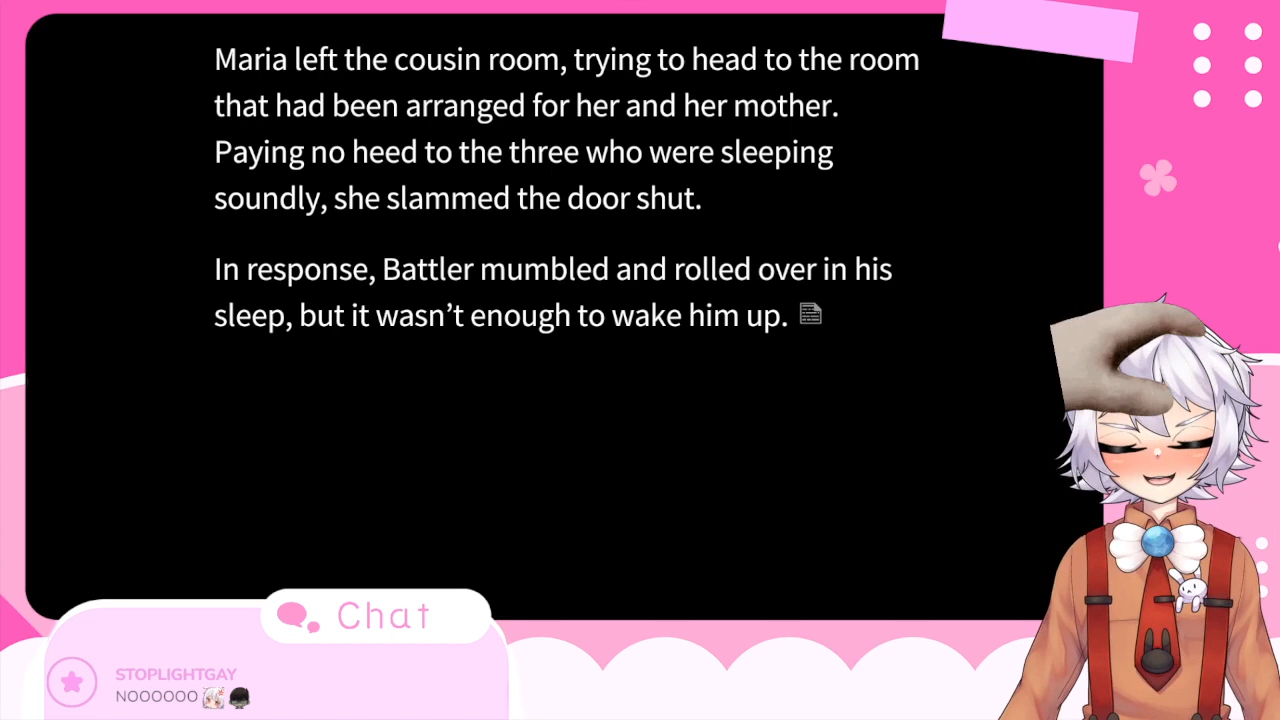 Maria left the cousin room, trying to head to the room
that had been arranged for her and her mother.
Paying no heed to the three who were sleeping
soundly, she slammed the door shut.
In response, Battler mumbled and rolled over in his
sleep, but it wasn’t enough to wake him up.
Chat
STOPLIGHTGAY
NOOOOOO